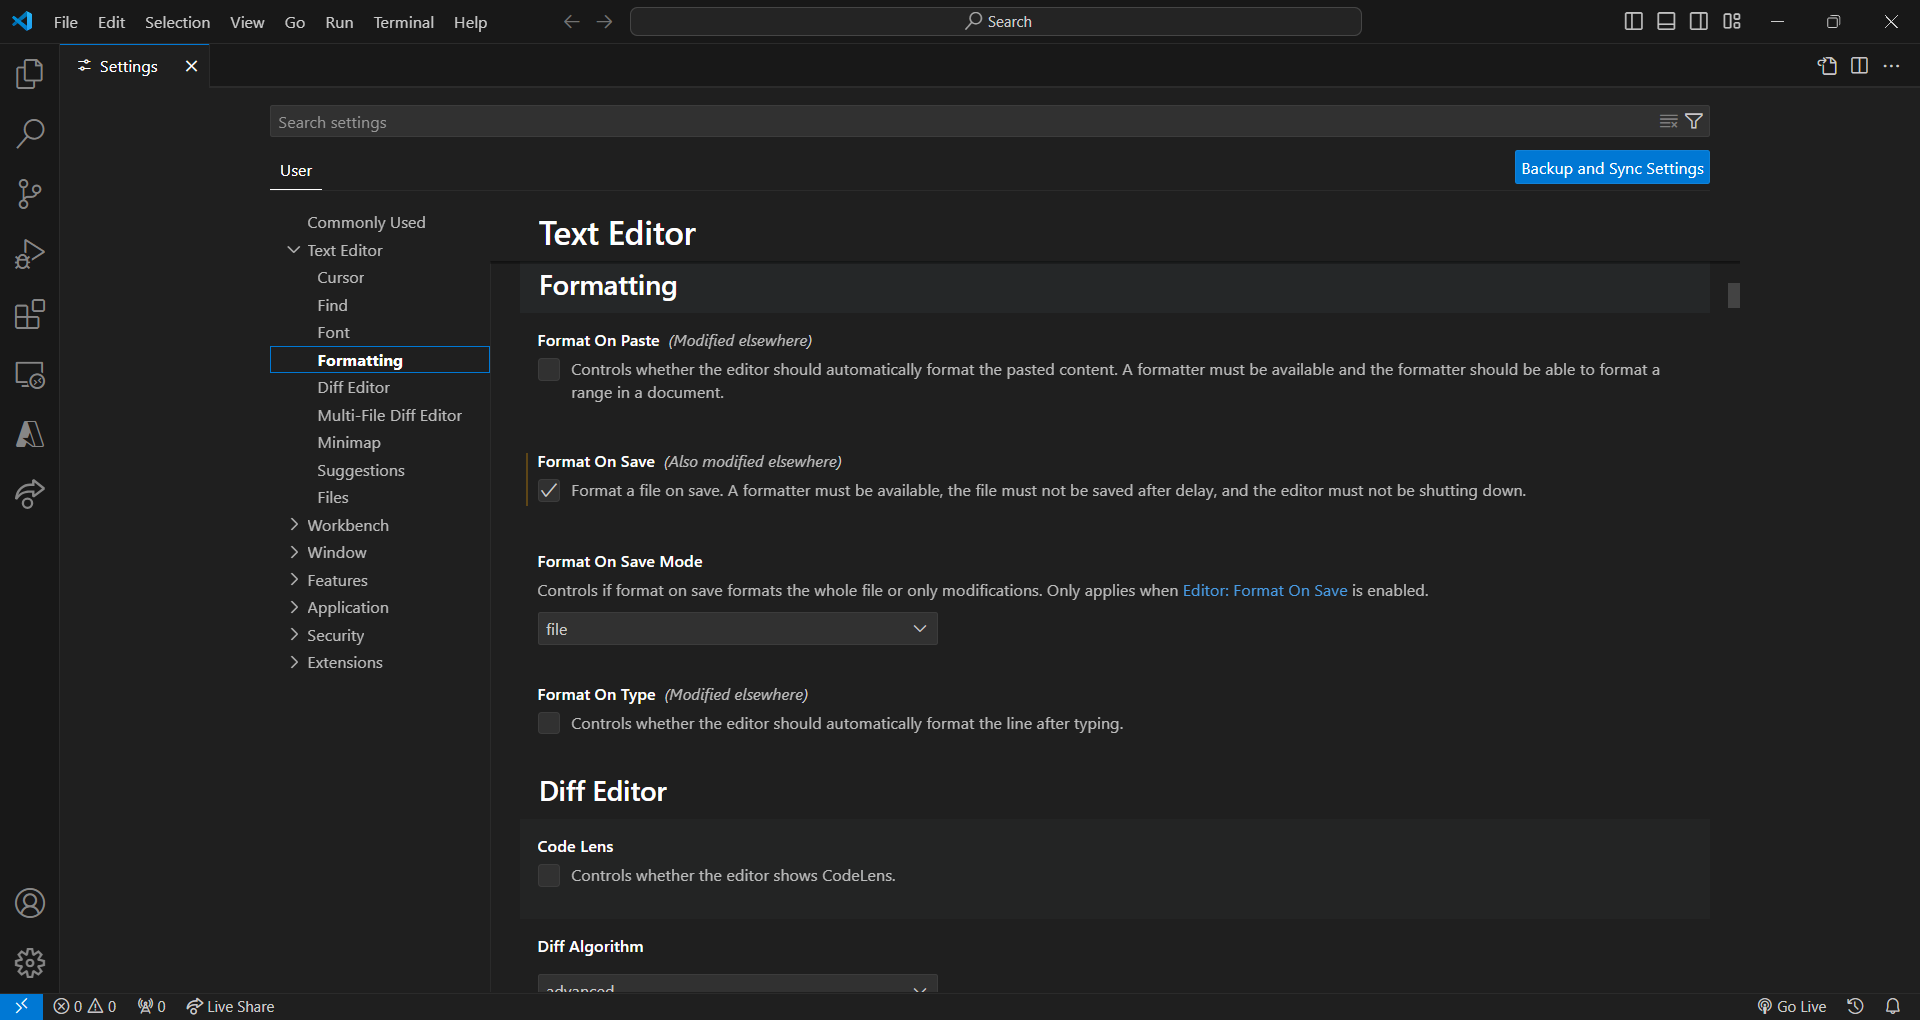 File Edit Selection View Go Run Terminal Help
Search
Settings
Search settings
User
Backup and Sync Settings
Commonly Used
Text Editor
Cursor
Find
Font
Formatting
Diff Editor
Multi-File Diff Editor
Minimap
Suggestions
Files
Workbench
Window
Features
Application
Security
Extensions
Text Editor
Formatting
Format On Paste (Modified elsewhere)
Controls whether the editor should automatically format the pasted content. A formatter must be available and the formatter should be able to format a
range in a document.
Format On Save (Also modified elsewhere)
Format a file on save. A formatter must be available, the file must not be saved after delay, and the editor must not be shutting down.
Format On Save Mode
Controls if format on save formats the whole file or only modifications. Only applies when Editor: Format On Save is enabled.
file
Format On Type (Modified elsewhere)
Controls whether the editor should automatically format the line after typing.
Diff Editor
Code Lens
Controls whether the editor shows CodeLens.
Diff Algorithm
advanced
0 0 0 Live Share
Go Live